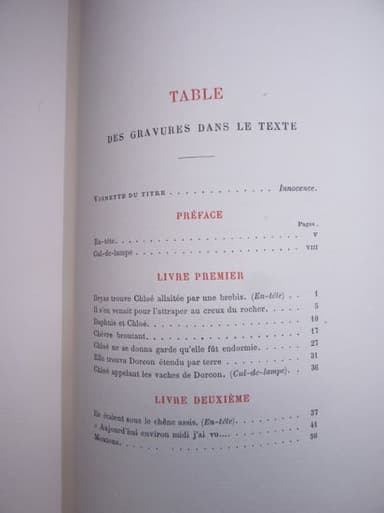 TABLE
DES GRAVURES DANS LE TEXTE
VIGNETTE DU TITRE . . . . . . . . . . . . . Innocence.
PRÉFACE
Pages.
En-tête. . . . . . . . . . . . . . . . . . . . . V
Cul-de-lampe. . . . . . . . . . . . . . . . . . VIII
LIVRE PREMIER
Dryas trouve Chloé allaitée par une brebis. (En-tête) . . 1
Il s'en venait pour l'attraper au creux du rocher. . . . 5
Daphnis et Chloé. . . . . . . . . . . . . . . . 10
Chèvre broutant. . . . . . . . . . . . . . . . 17
Chloé ne se donna garde qu'elle fût endormie. . . . . 27
Elle trouva Dorcon étendu par terre . . . . . . . . 31
Chloé appelant les vaches de Dorcon. (Cul-de-lampe). . . 36
LIVRE DEUXIÈME
Ils étaient sous le chêne assis. (En-tête). . . . . . . 37
« Aujourd'hui environ midi j'ai vu.... . . . . . . . 41
Moutons. . . . . . . . . . . . . . . . . . .